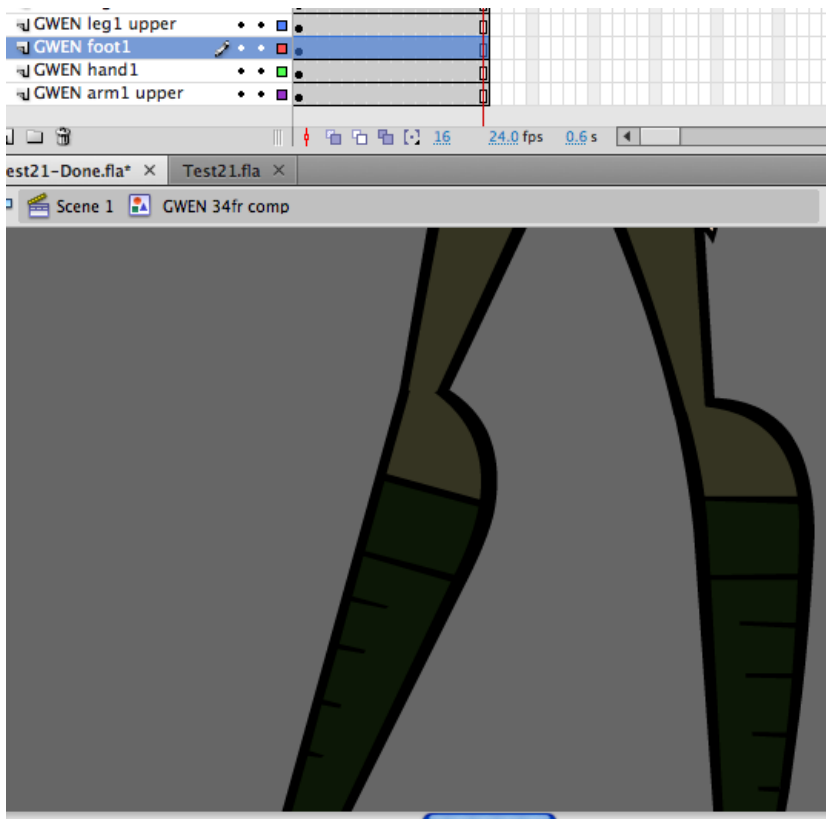 GWEN leg1 upper
GWEN foot1
GWEN hand1
GWEN arm1 upper
16 24.0 fps 0.6 s
est21-Done.fla* × Test21.fla ×
Scene 1 GWEN 34fr comp